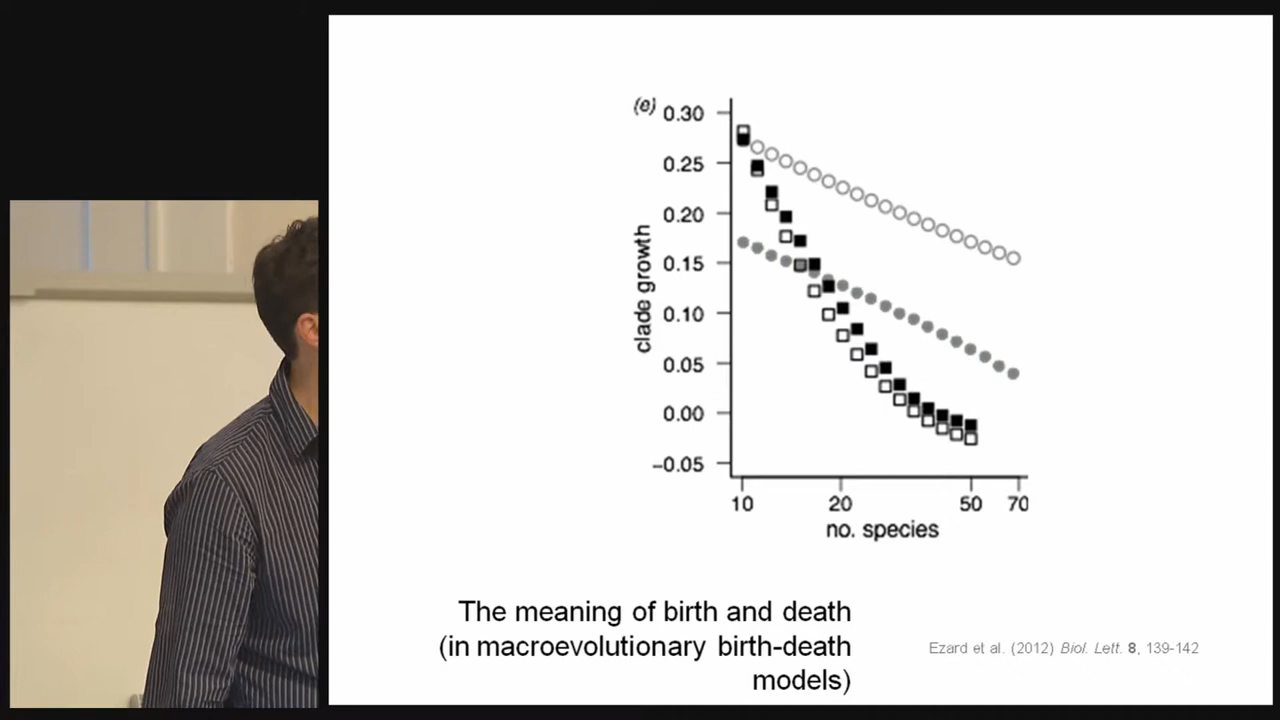 (e)
0.30
0.25
0.20
0.15
0.10
0.05
0.00
−0.05
clade growth
10 20 50 70
no. species
The meaning of birth and death
(in macroevolutionary birth-death
models)
Ezard et al. (2012) Biol. Lett. 8, 139-142